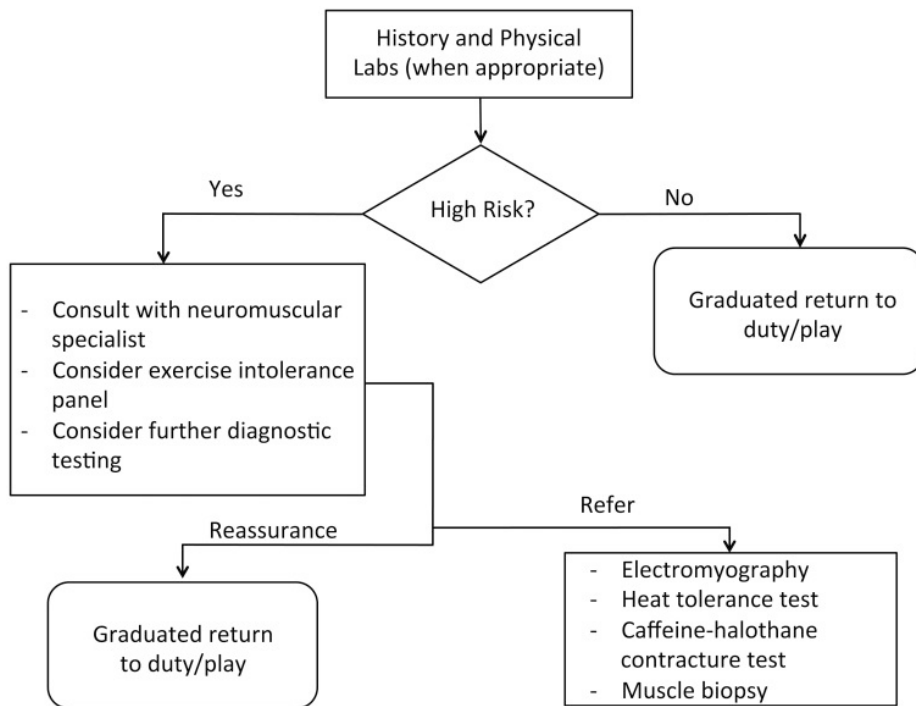 History and Physical
Labs (when appropriate)
High Risk?
Yes
No
- Consult with neuromuscular
specialist
- Consider exercise intolerance
panel
- Consider further diagnostic
testing
Graduated return to
duty/play
Reassurance
Refer
Graduated return
to duty/play
- Electromyography
- Heat tolerance test
- Caffeine-halothane
contracture test
- Muscle biopsy